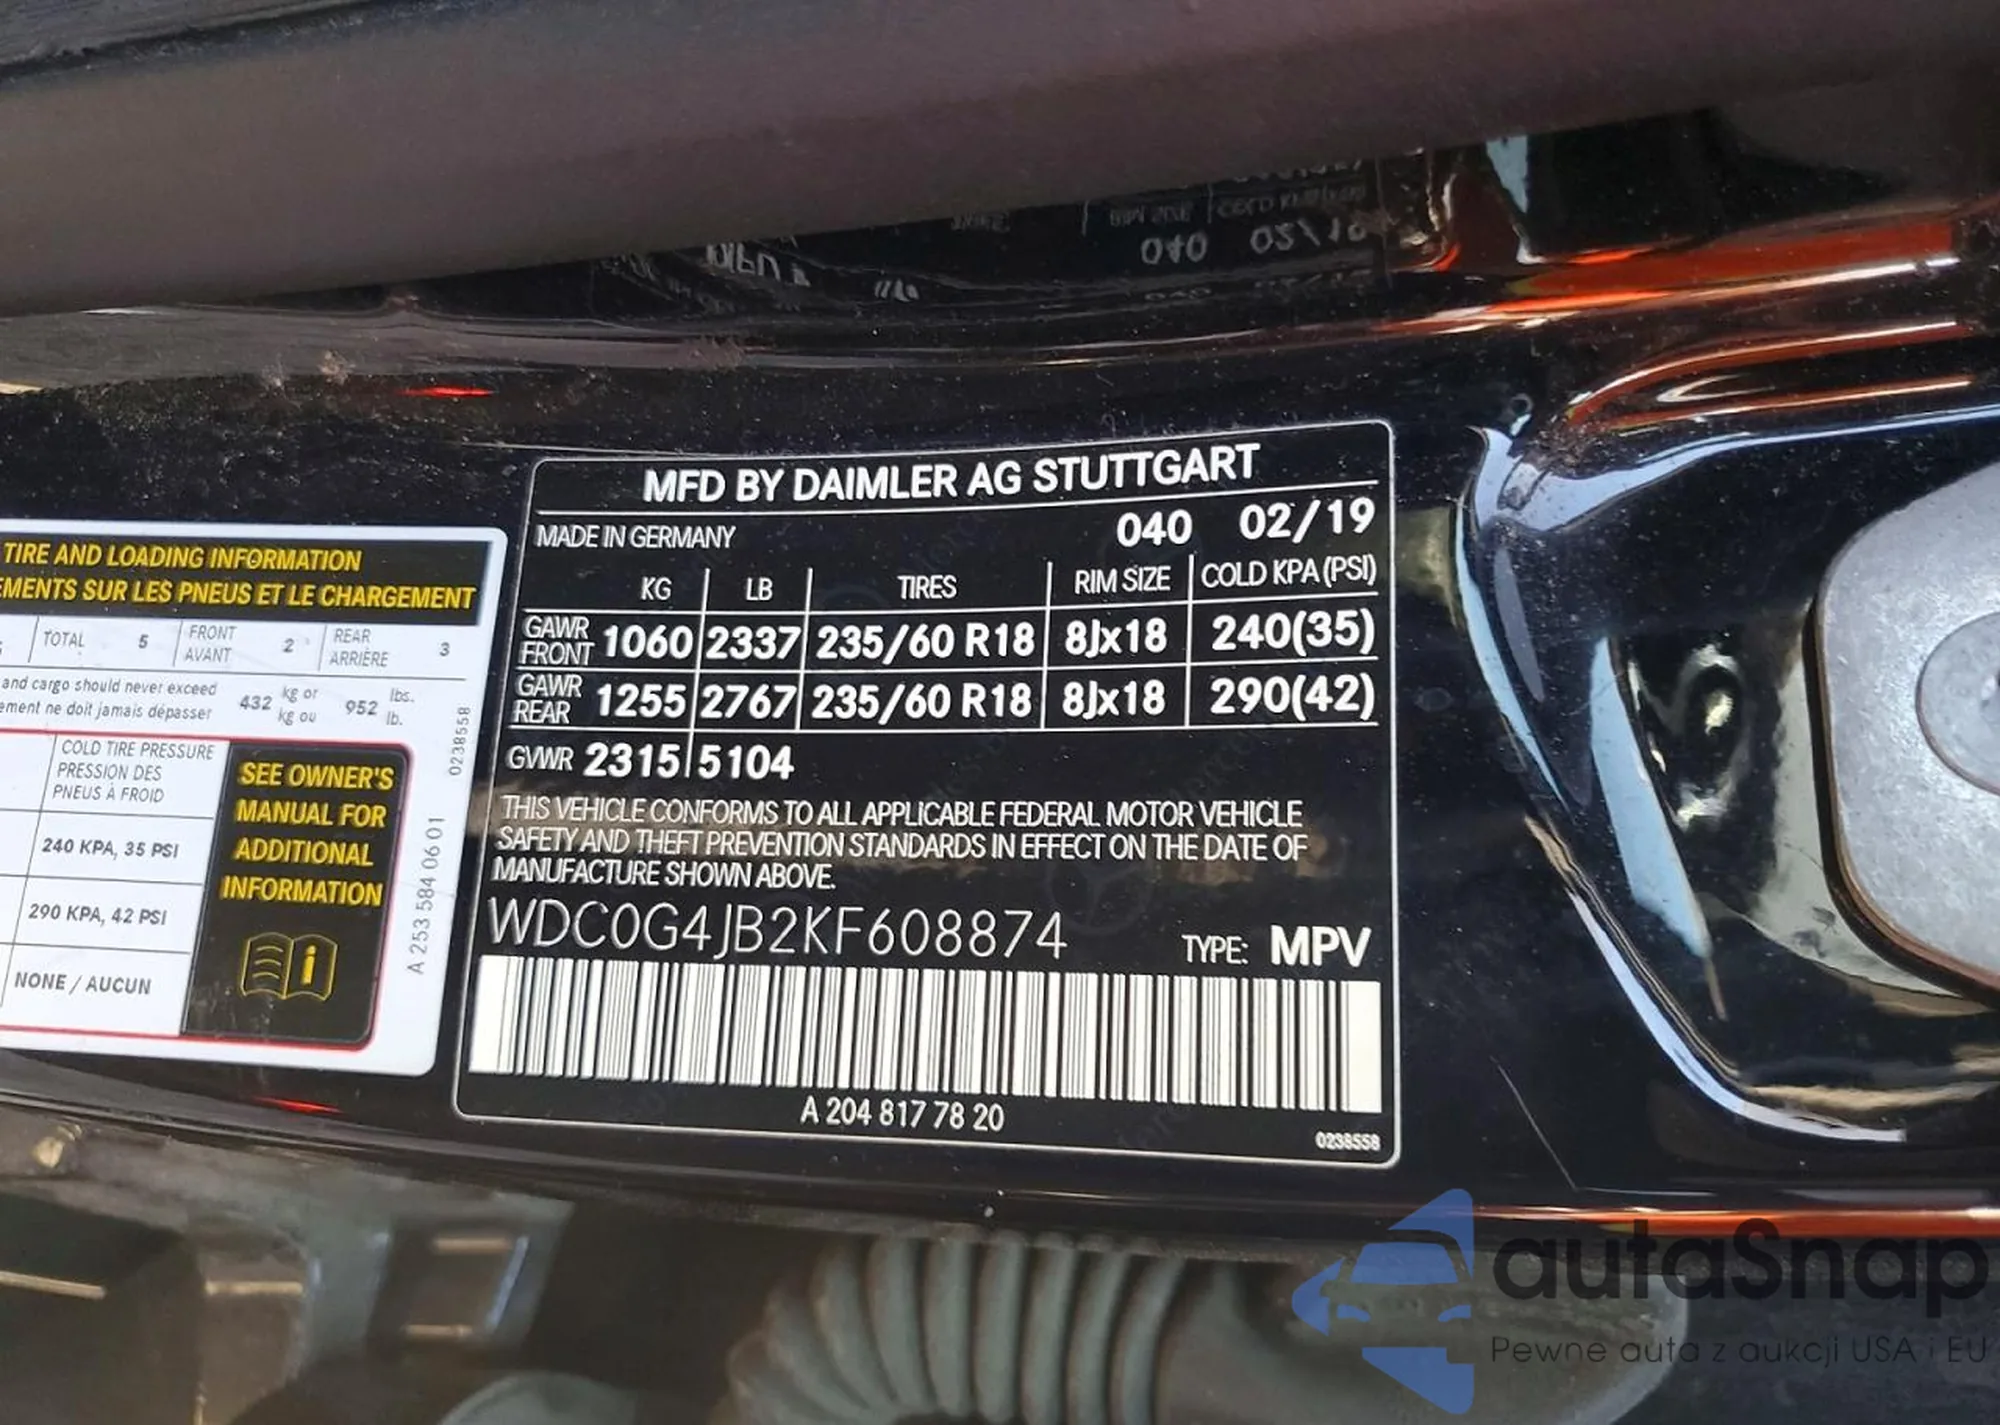 MFD BY DAIMLER AG STUTTGART
MADE IN GERMANY 040 02/19
KG LB TIRES RIM SIZE COLD KPA (PSI)
GAWR FRONT 1060 2337 235/60 R18 8Jx18 240(35)
GAWR REAR 1255 2767 235/60 R18 8Jx18 290(42)
GVWR 2315 5104
THIS VEHICLE CONFORMS TO ALL APPLICABLE FEDERAL MOTOR VEHICLE
SAFETY AND THEFT PREVENTION STANDARDS IN EFFECT ON THE DATE OF
MANUFACTURE SHOWN ABOVE.
WDC0G4JB2KF608874 TYPE: MPV
A 204 817 78 20
0238558
TIRE AND LOADING INFORMATION
SUR LES PNEUS ET LE CHARGEMENT
TOTAL 5 FRONT AVANT 2 REAR ARRIÈRE 3
and cargo should never exceed 432 kg or 952 lbs.
ne doit jamais dépasser kg ou lb.
COLD TIRE PRESSURE
PRESSION DES
PNEUS À FROID
240 KPA, 35 PSI
290 KPA, 42 PSI
NONE / AUCUN
SEE OWNER'S
MANUAL FOR
ADDITIONAL
INFORMATION
0238558
A 253 584 06 01
040 02/19
autaSnap
Pewne auta z aukcji USA i EU